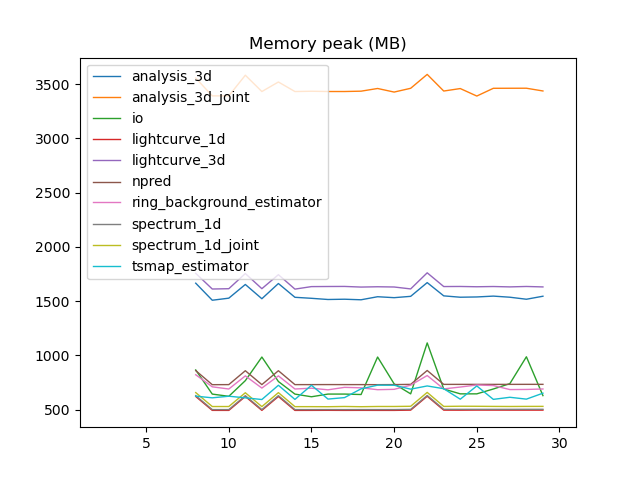 Memory peak (MB)
analysis_3d
analysis_3d_joint
io
lightcurve_1d
lightcurve_3d
npred
ring_background_estimator
spectrum_1d
spectrum_1d_joint
tsmap_estimator
3500
3000
2500
2000
1500
1000
500
5 10 15 20 25 30